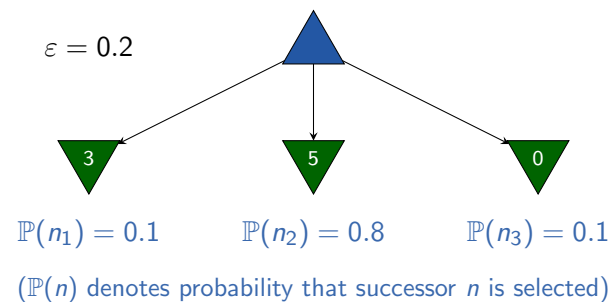 ε = 0.2
3 5 0
ℙ(n₁) = 0.1 ℙ(n₂) = 0.8 ℙ(n₃) = 0.1
(ℙ(n) denotes probability that successor n is selected)